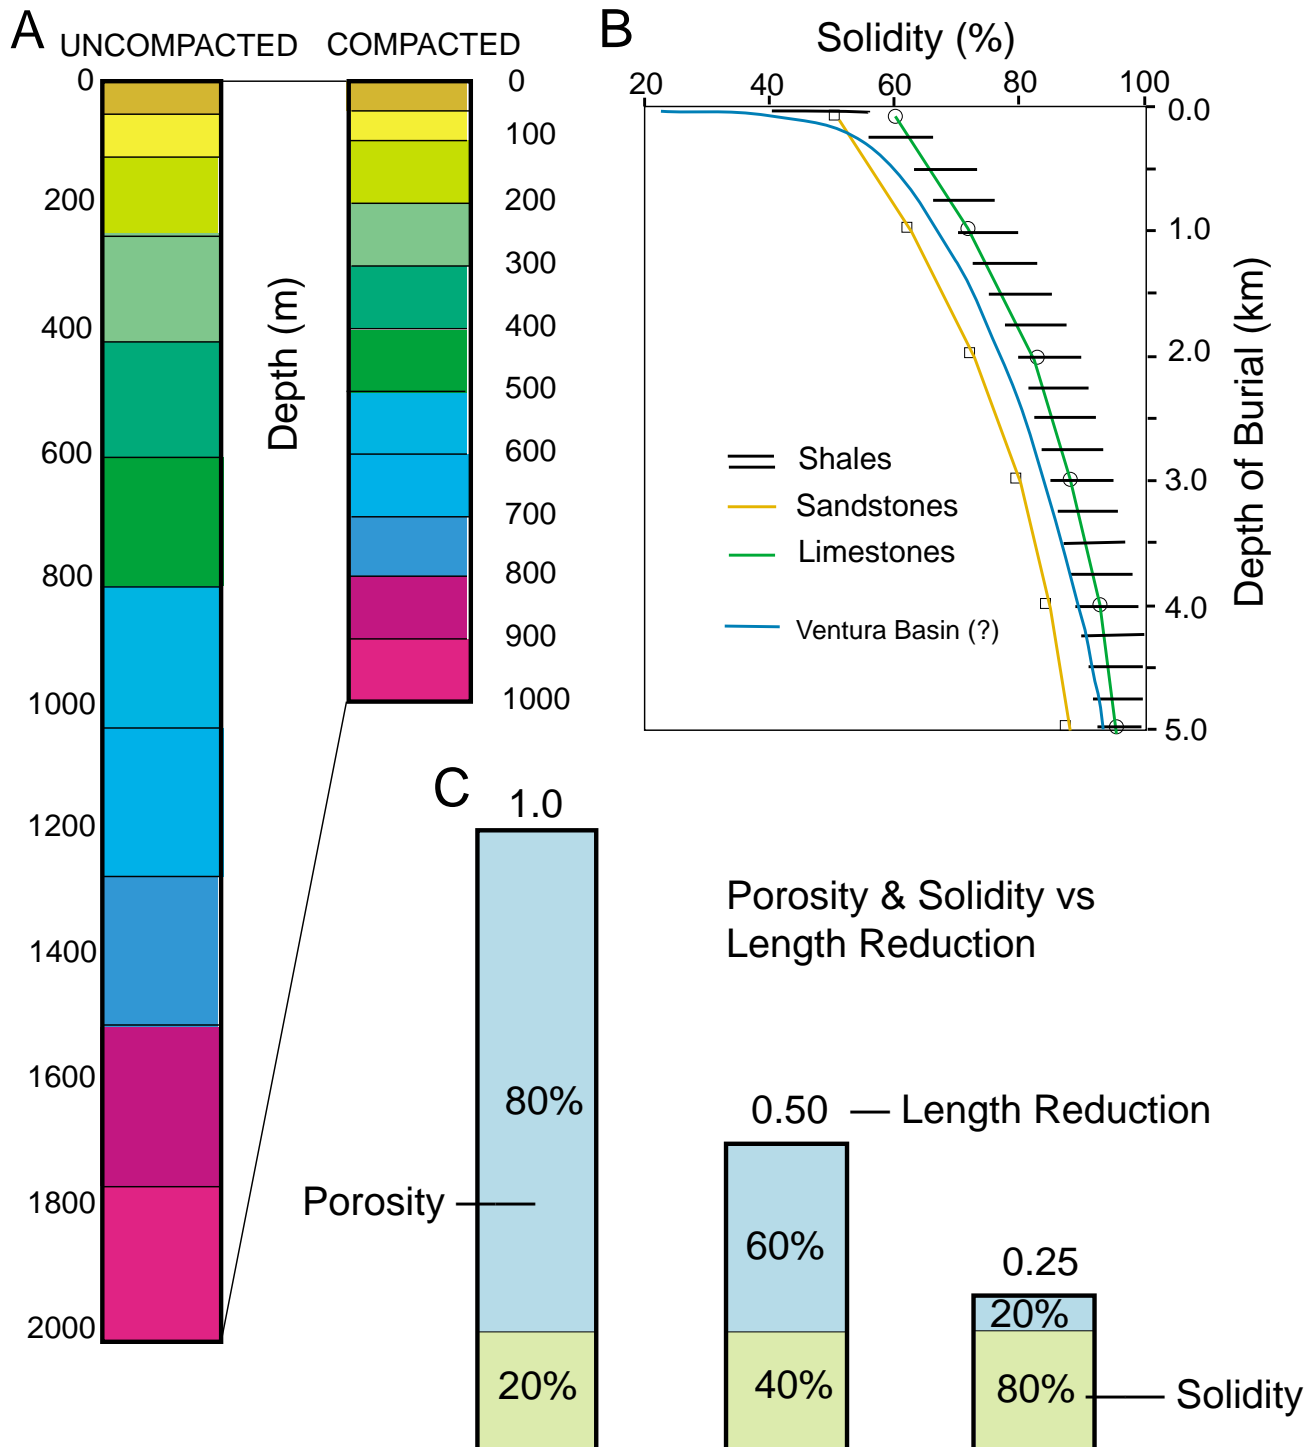 A
UNCOMPACTED
COMPACTED
0
200
400
600
800
1000
1200
1400
1600
1800
2000
Depth (m)
0
100
200
300
400
500
600
700
800
900
1000
B
Solidity (%)
20 40 60 80 100
0.0
1.0
2.0
3.0
4.0
5.0
Depth of Burial (km)
Shales
Sandstones
Limestones
Ventura Basin (?)
C
1.0
Porosity & Solidity vs
Length Reduction
80%
Porosity
20%
0.50
Length Reduction
60%
40%
0.25
20%
80%
Solidity